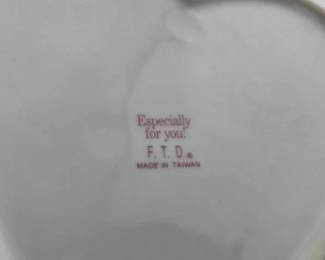 Especially
for you!
F. T. D.®
MADE IN TAIWAN